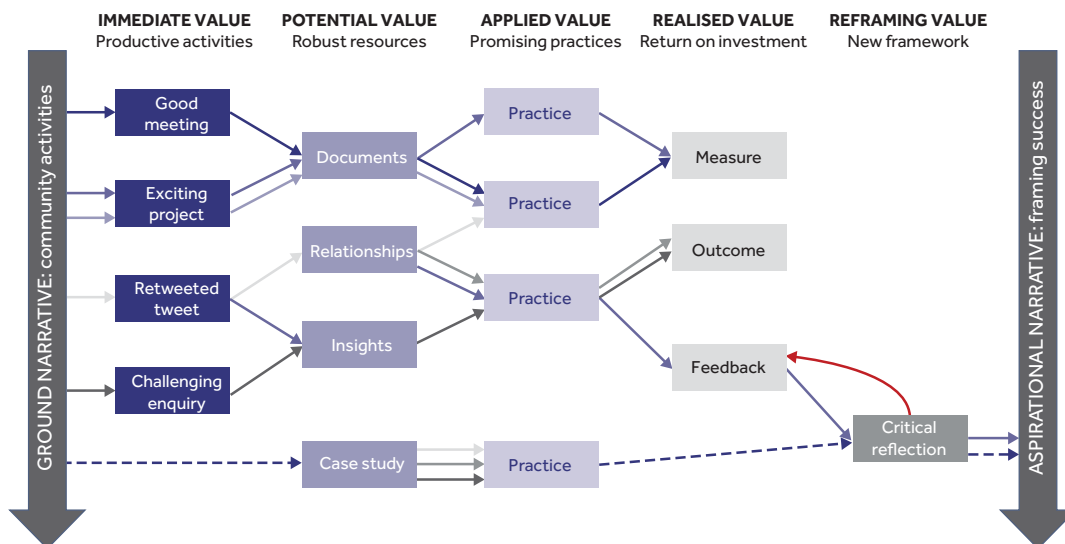 IMMEDIATE VALUE
Productive activities
POTENTIAL VALUE
Robust resources
APPLIED VALUE
Promising practices
REALISED VALUE
Return on investment
REFRAMING VALUE
New framework
GROUND NARRATIVE: community activities
Good
meeting
Exciting
project
Retweeted
tweet
Challenging
enquiry
Documents
Relationships
Insights
Case study
Practice
Practice
Practice
Practice
Measure
Outcome
Feedback
Critical
reflection
ASPIRATIONAL NARRATIVE: framing success